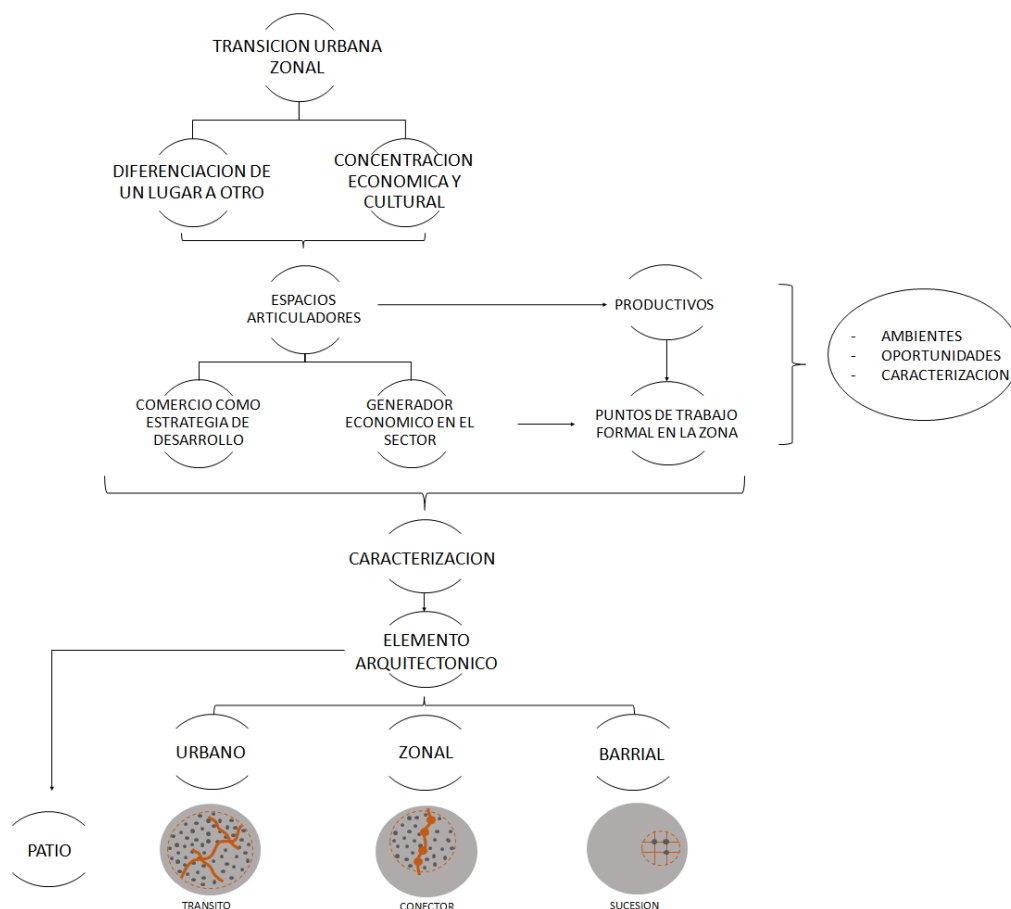 TRANSICION URBANA
ZONAL
DIFERENCIACION DE
UN LUGAR A OTRO
CONCENTRACION
ECONOMICA Y
CULTURAL
ESPACIOS
ARTICULADORES
PRODUCTIVOS
- AMBIENTES
- OPORTUNIDADES
- CARACTERIZACION
COMERCIO COMO
ESTRATEGIA DE
DESARROLLO
GENERADOR
ECONOMICO EN EL
SECTOR
PUNTOS DE TRABAJO
FORMAL EN LA ZONA
CARACTERIZACION
ELEMENTO
ARQUITECTONICO
URBANO
ZONAL
BARRIAL
PATIO
TRANSITO
CONECTOR
SUCESION